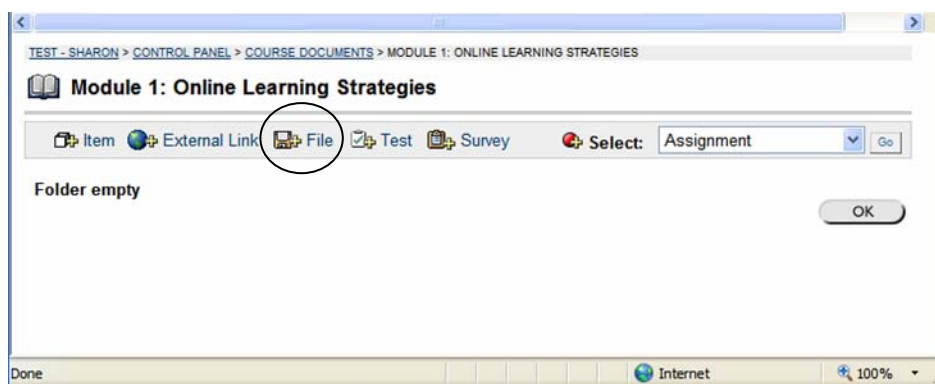 TEST - SHARON > CONTROL PANEL > COURSE DOCUMENTS > MODULE 1: ONLINE LEARNING STRATEGIES
Module 1: Online Learning Strategies
Item External Link File Test Survey Select: Assignment Go
Folder empty
OK
Done Internet 100%